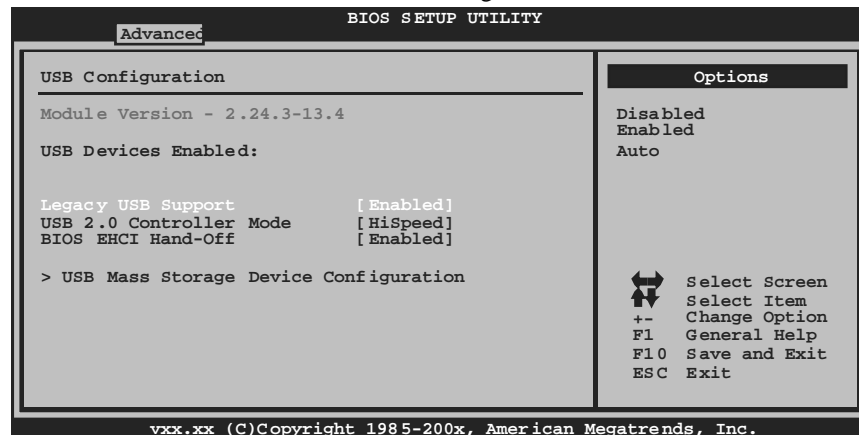 BIOS SETUP UTILITY
Advanced
USB Configuration
Module Version - 2.24.3-13.4
USB Devices Enabled:
Legacy USB Support [Enabled]
USB 2.0 Controller Mode [HiSpeed]
BIOS EHCI Hand-Off [Enabled]
> USB Mass Storage Device Configuration
Options
Disabled
Enabled
Auto
Select Screen
Select Item
+- Change Option
F1 General Help
F10 Save and Exit
ESC Exit
vxx.xx (C)Copyright 1985-200x, American Megatrends, Inc.